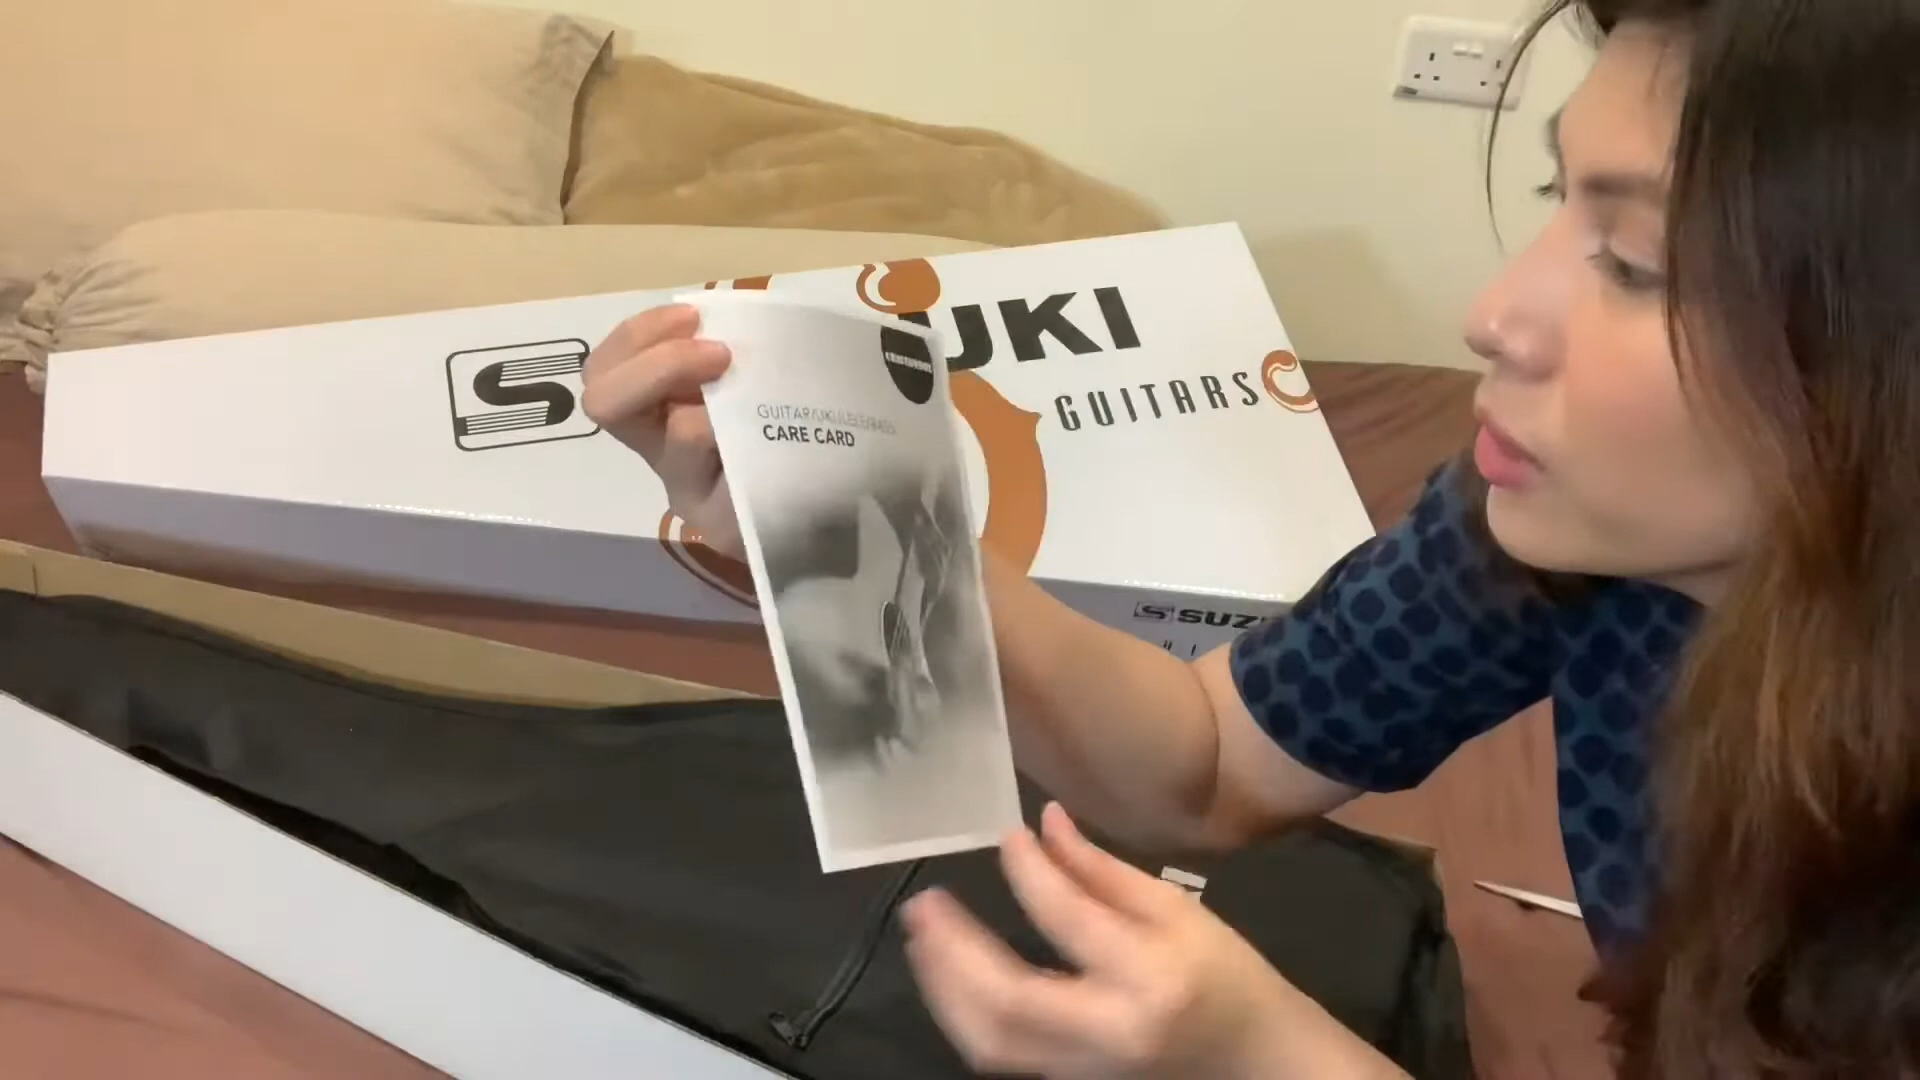 S
UKI
GUITARS
GUITAR/UKULELE/BASS
CARE CARD
S SUZ